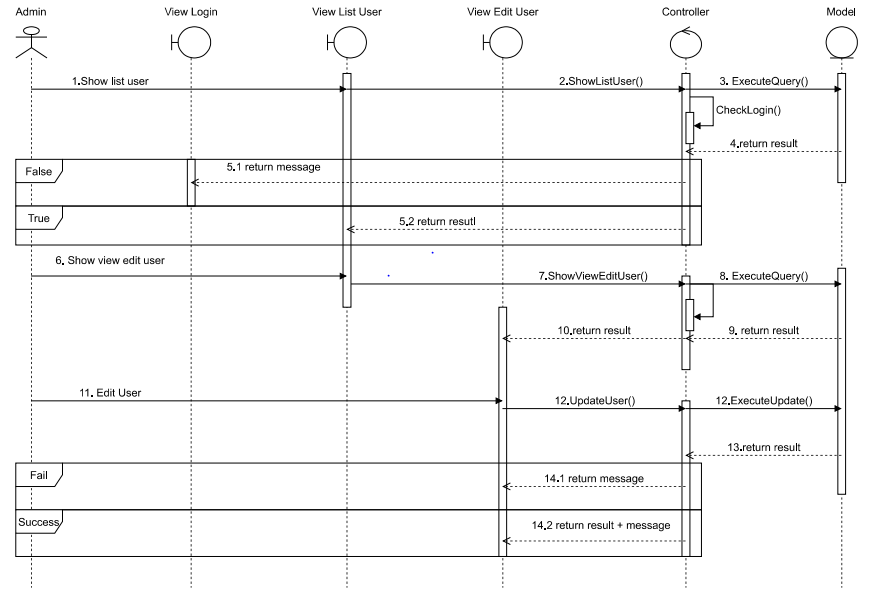 Admin
View Login
View List User
View Edit User
Controller
Model
1.Show list user
2.ShowListUser()
3. ExecuteQuery()
CheckLogin()
4.return result
False
5.1 return message
True
5.2 return resutl
6. Show view edit user
7.ShowViewEditUser()
8. ExecuteQuery()
10.return result
9. return result
11. Edit User
12.UpdateUser()
12.ExecuteUpdate()
13.return result
Fail
14.1 return message
Success
14.2 return result + message